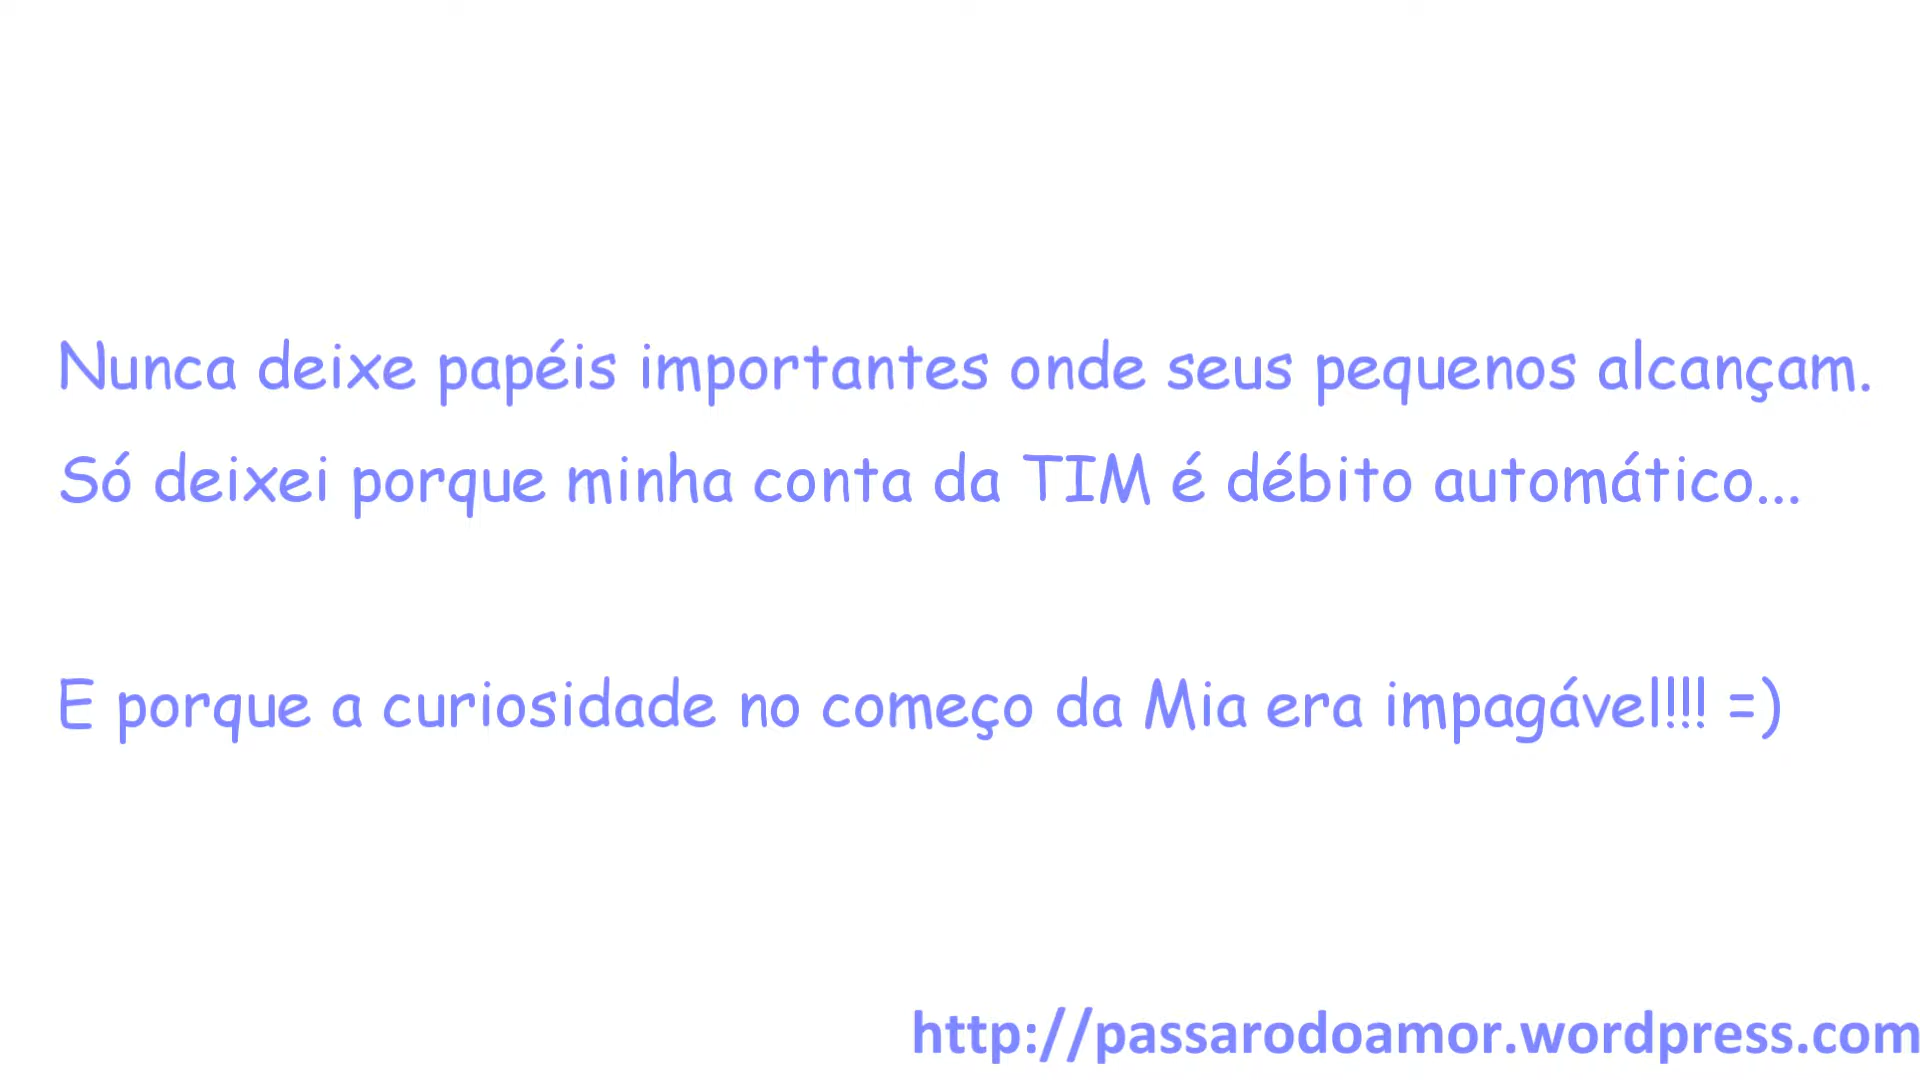 Nunca deixe papéis importantes onde seus pequenos alcançam.
Só deixei porque minha conta da TIM é débito automático...
E porque a curiosidade no começo da Mia era impagável!!! =)
http://passarodoamor.wordpress.com